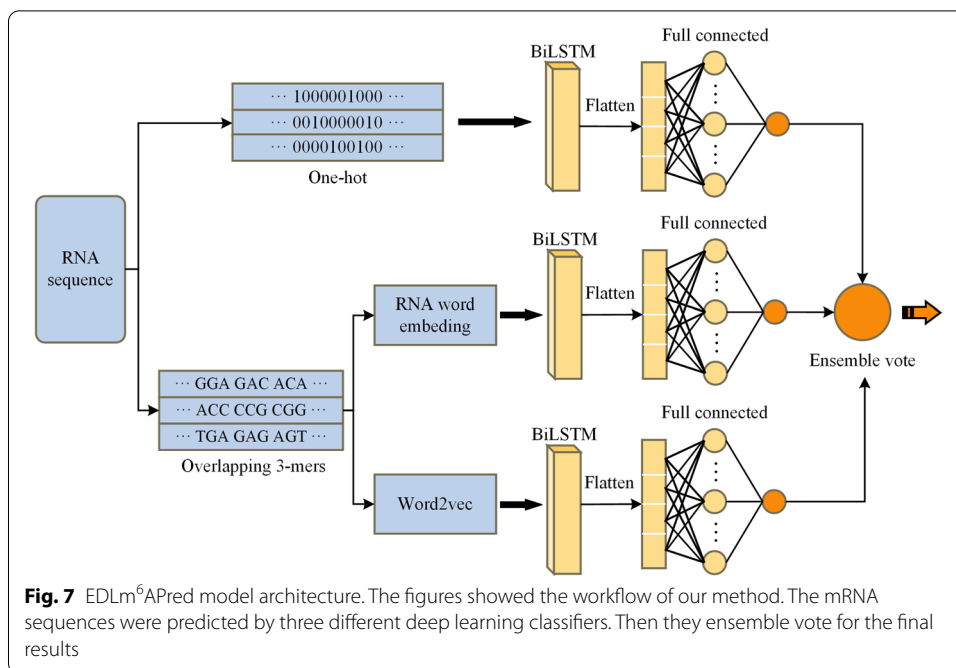 Full connected
BiLSTM
Flatten
··· 1000001000 ···
··· 0010000010 ···
··· 0000100100 ···
One-hot
RNA
sequence
Full connected
BiLSTM
Flatten
RNA word
embeding
Ensemble vote
··· GGA GAC ACA ···
··· ACC CCG CGG ···
··· TGA GAG AGT ···
Overlapping 3-mers
Full connected
BiLSTM
Flatten
Word2vec
Fig. 7 EDLm⁶APred model architecture. The figures showed the workflow of our method. The mRNA
sequences were predicted by three different deep learning classifiers. Then they ensemble vote for the final
results